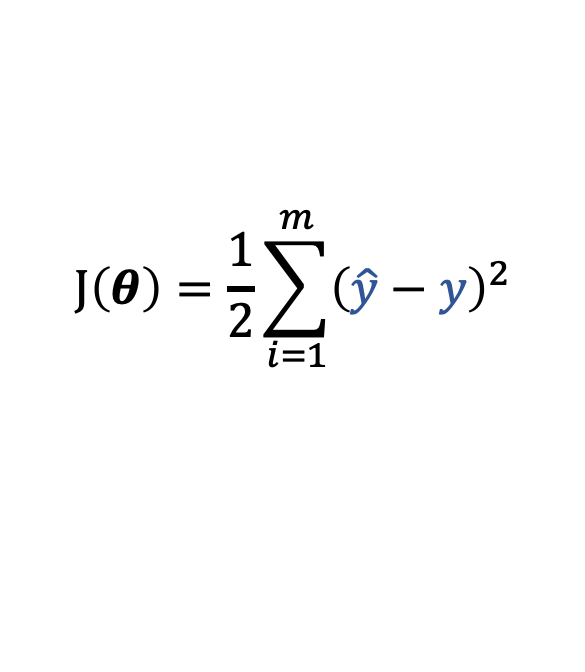 J(θ) = 1/2 ∑_{i=1}^{m} (ŷ − y)²